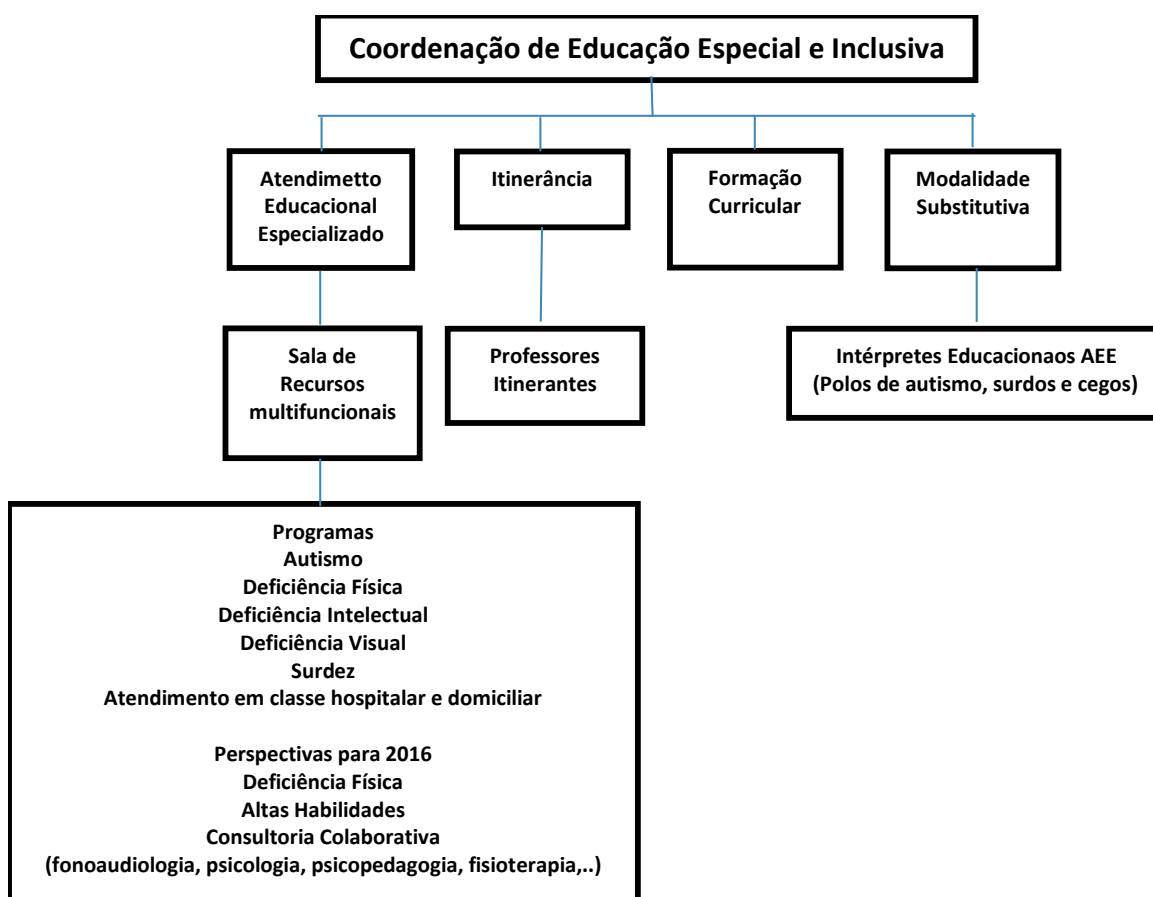 Coordenação de Educação Especial e Inclusiva
Atendimetto
Educacional
Especializado
Itinerância
Formação
Curricular
Modalidade
Substitutiva
Sala de
Recursos
multifuncionais
Professores
Itinerantes
Intérpretes Educacionaos AEE
(Polos de autismo, surdos e cegos)
Programas
Autismo
Deficiência Física
Deficiência Intelectual
Deficiência Visual
Surdez
Atendimento em classe hospitalar e domiciliar
Perspectivas para 2016
Deficiência Física
Altas Habilidades
Consultoria Colaborativa
(fonoaudiologia, psicologia, psicopedagogia, fisioterapia,..)